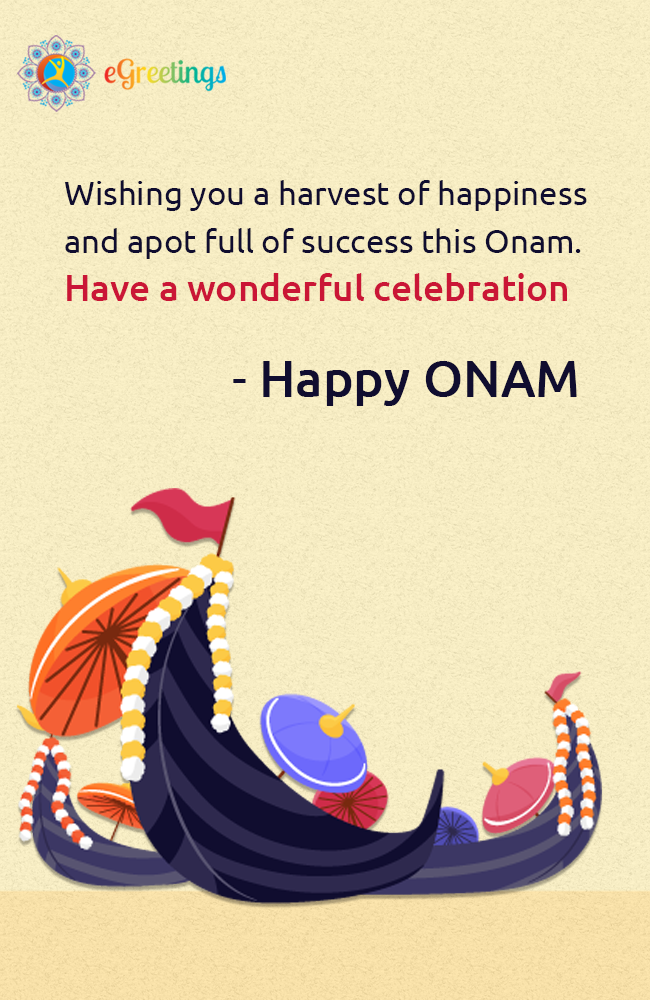 eGreetings
Wishing you a harvest of happiness
and apot full of success this Onam.
Have a wonderful celebration
- Happy ONAM